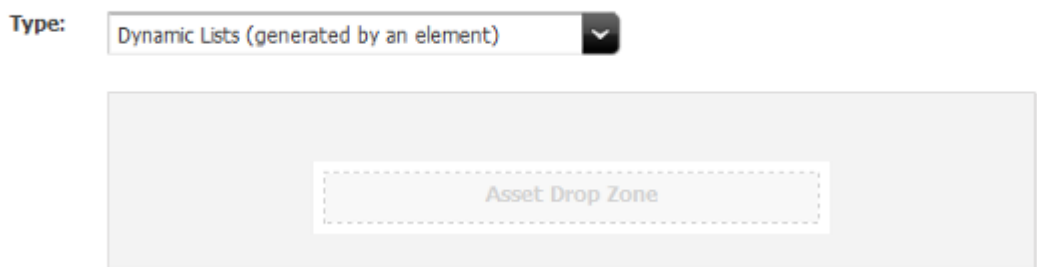 Type:
Dynamic Lists (generated by an element)
Asset Drop Zone